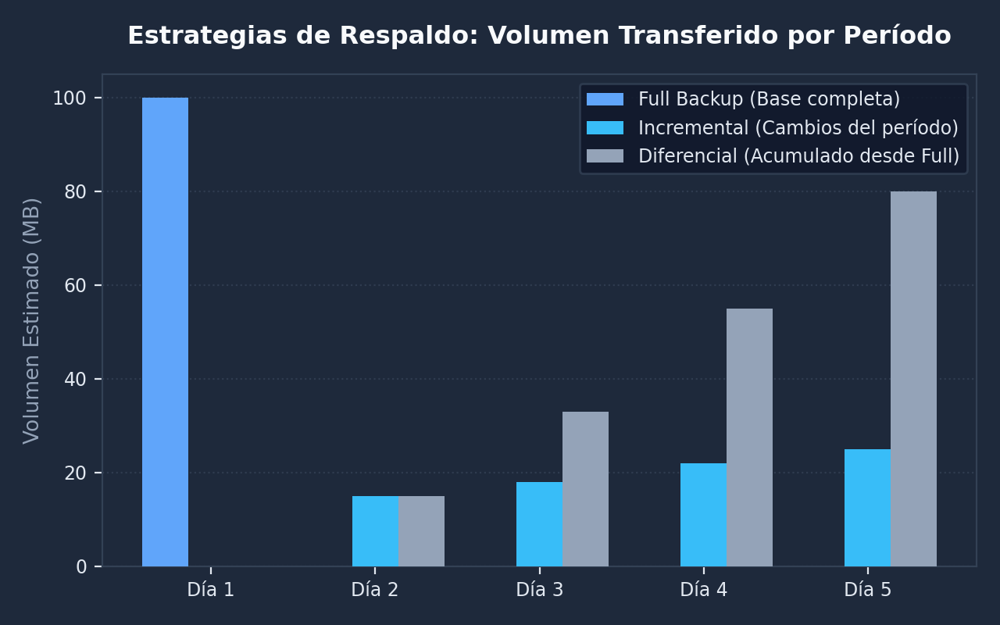 Estrategias de Respaldo: Volumen Transferido por Período
Full Backup (Base completa)
Incremental (Cambios del período)
Diferencial (Acumulado desde Full)
Volumen Estimado (MB)
100
80
60
40
20
0
Día 1
Día 2
Día 3
Día 4
Día 5